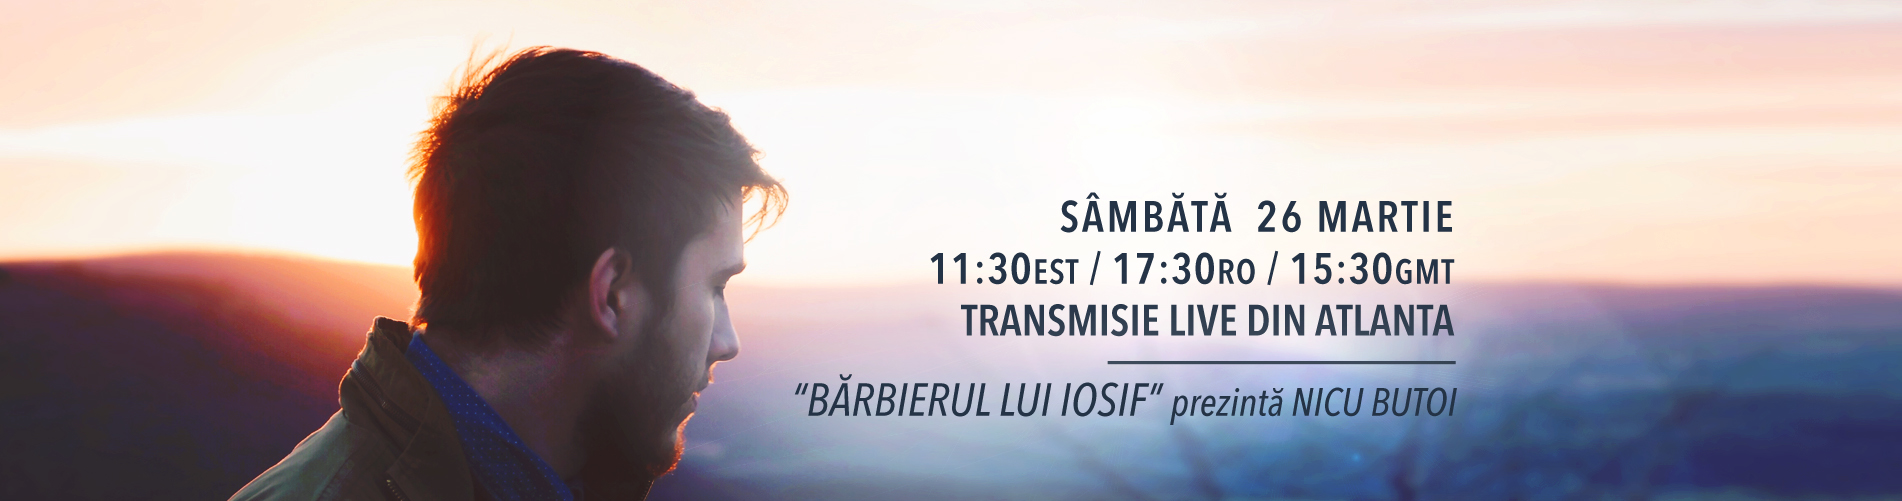 SÂMBĂTĂ 26 MARTIE
11:30EST / 17:30RO / 15:30GMT
TRANSMISIE LIVE DIN ATLANTA
“BĂRBIERUL LUI IOSIF” prezintă NICU BUTOI